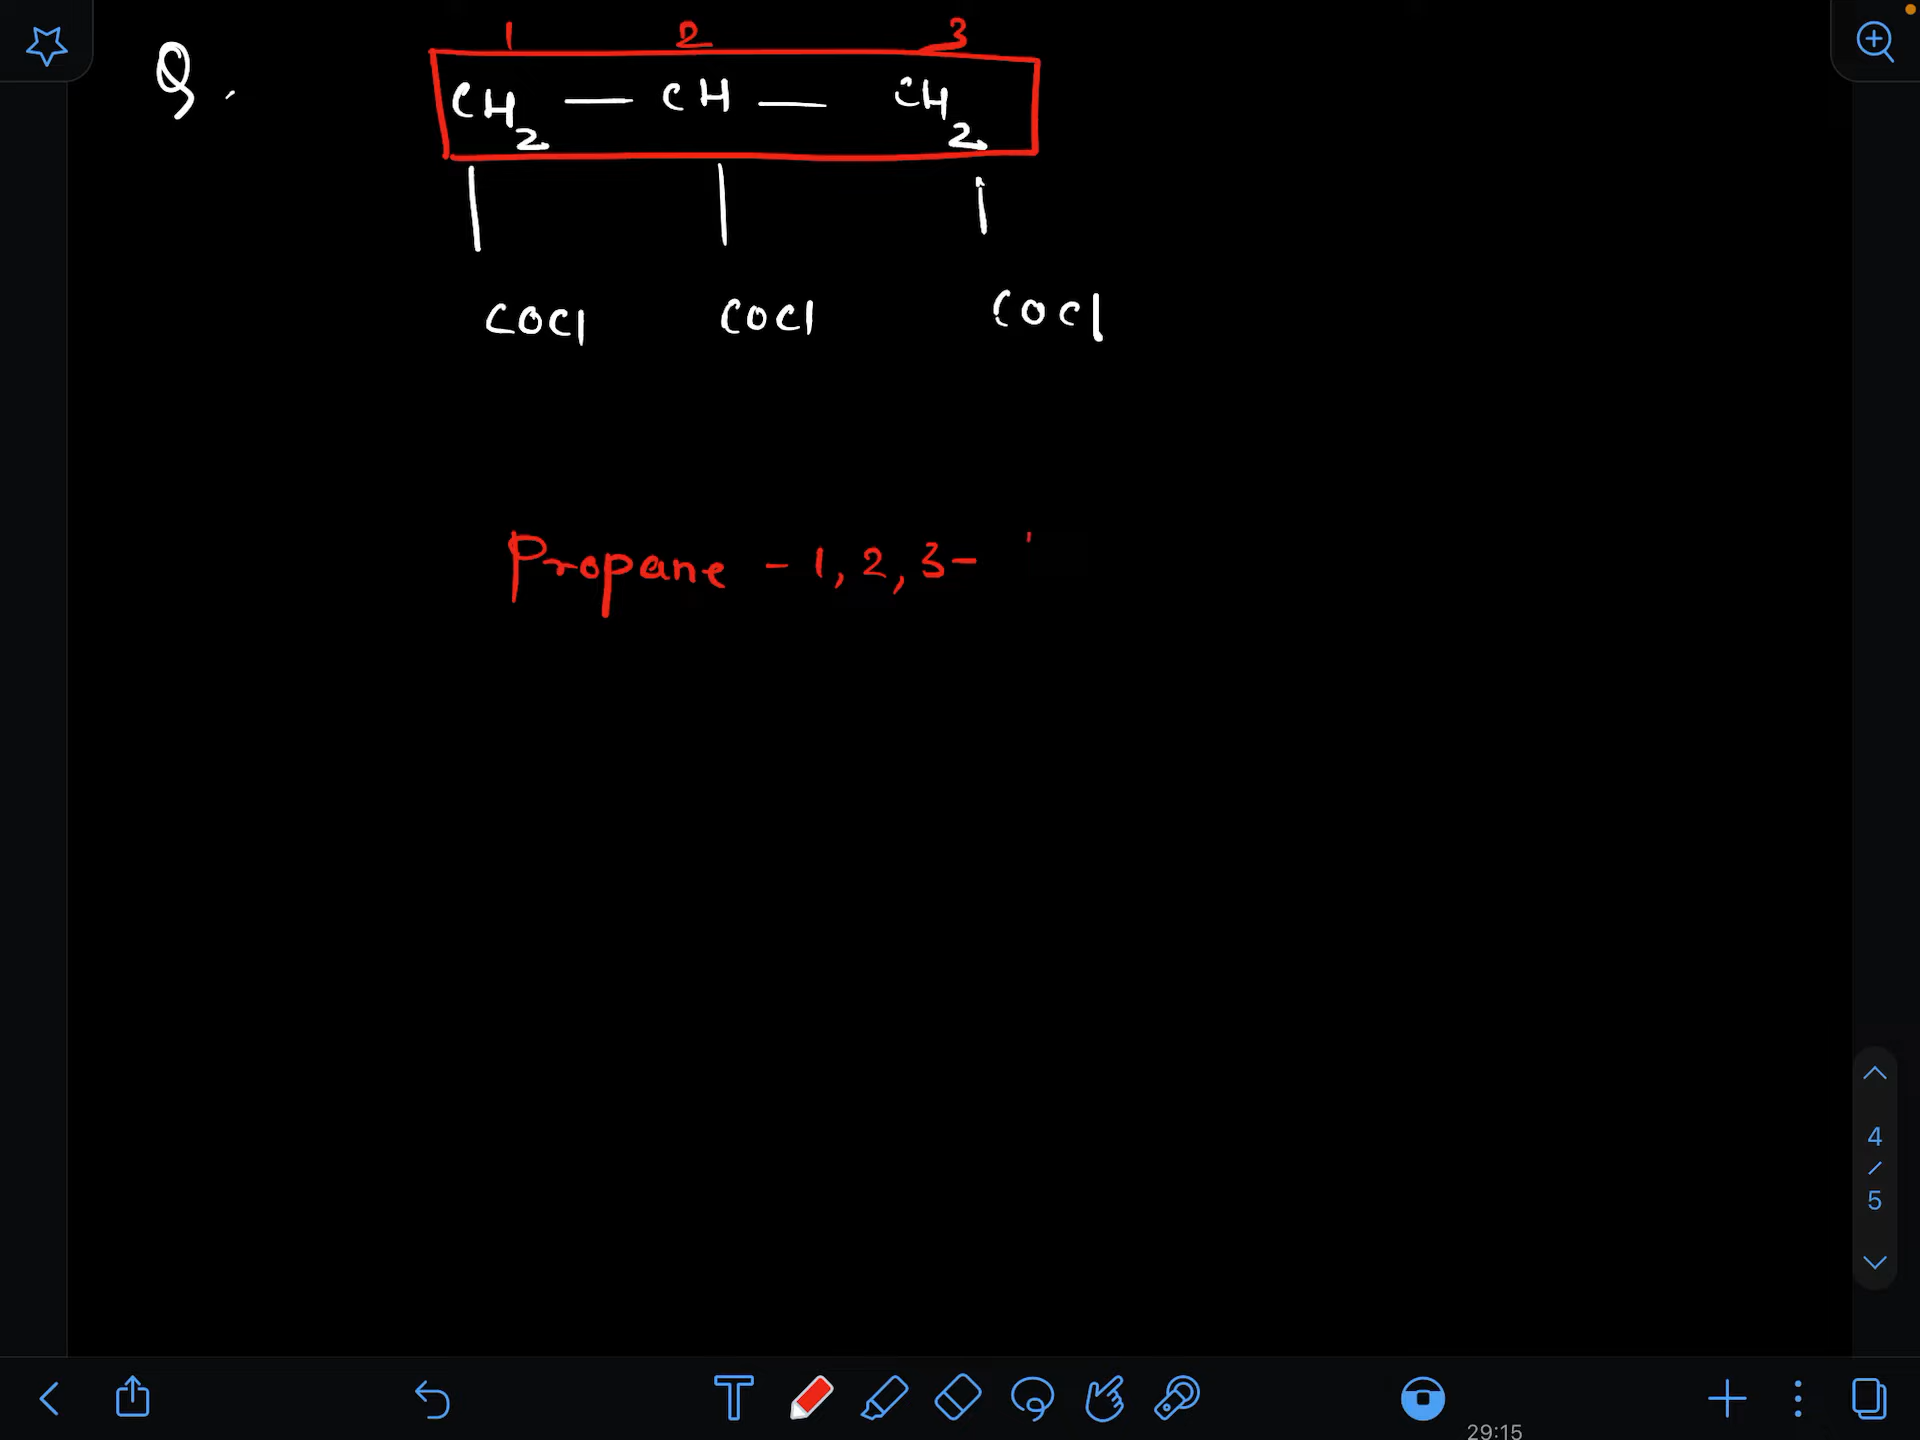 1 2 3
Q. CH2 — CH — CH2
COCl COCl COCl
Propane - 1, 2, 3-
4
/
5
T
29:15